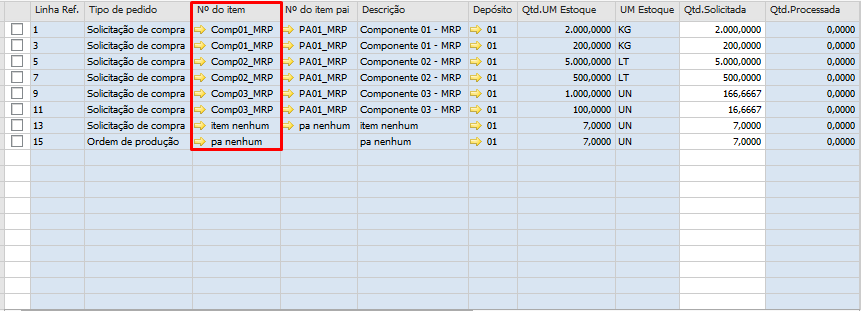 Linha Ref. Tipo de pedido Nº do item Nº do item pai Descrição Depósito Qtd.UM Estoque UM Estoque Qtd.Solicitada Qtd.Processada
1 Solicitação de compra Comp01_MRP PA01_MRP Componente 01 - MRP 01 2.000,0000 KG 2.000,0000 0,0000
3 Solicitação de compra Comp01_MRP PA01_MRP Componente 01 - MRP 01 200,0000 KG 200,0000 0,0000
5 Solicitação de compra Comp02_MRP PA01_MRP Componente 02 - MRP 01 5.000,0000 LT 5.000,0000 0,0000
7 Solicitação de compra Comp02_MRP PA01_MRP Componente 02 - MRP 01 500,0000 LT 500,0000 0,0000
9 Solicitação de compra Comp03_MRP PA01_MRP Componente 03 - MRP 01 1.000,0000 UN 166,6667 0,0000
11 Solicitação de compra Comp03_MRP PA01_MRP Componente 03 - MRP 01 100,0000 UN 16,6667 0,0000
13 Solicitação de compra item nenhum pa nenhum item nenhum 01 7,0000 UN 7,0000 0,0000
15 Ordem de produção pa nenhum pa nenhum 01 7,0000 UN 7,0000 0,0000